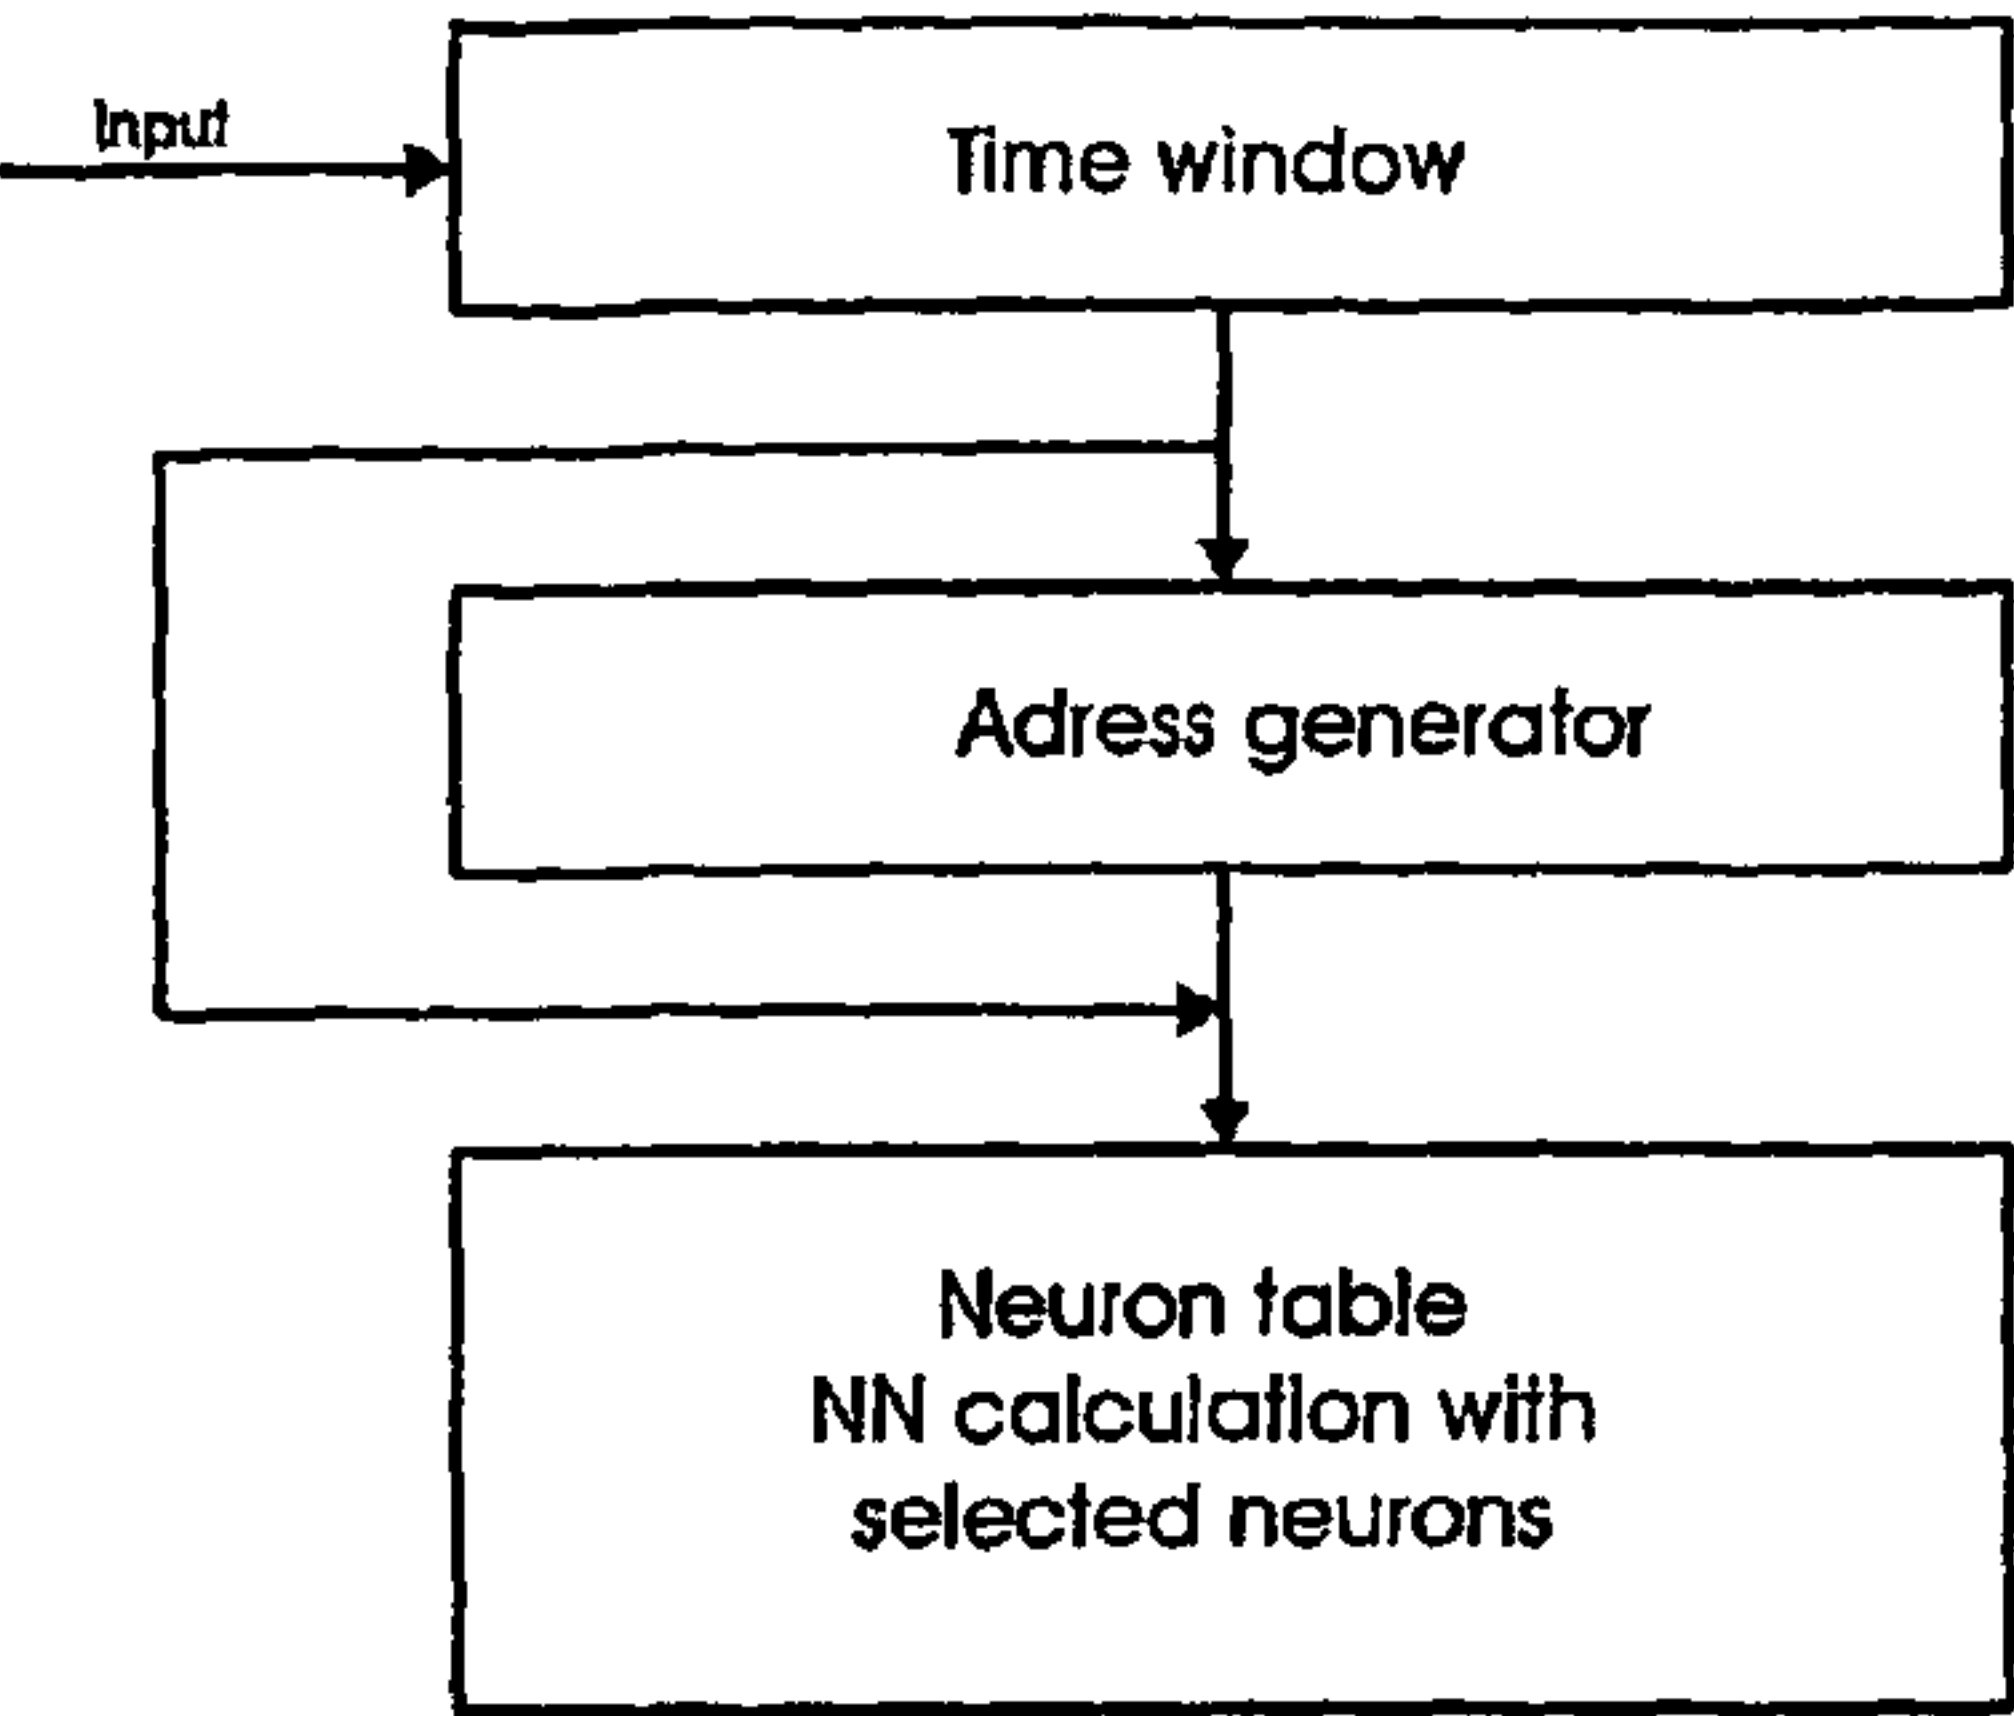 Input
Time window
Adress generator
Neuron table
NN calculation with
selected neurons